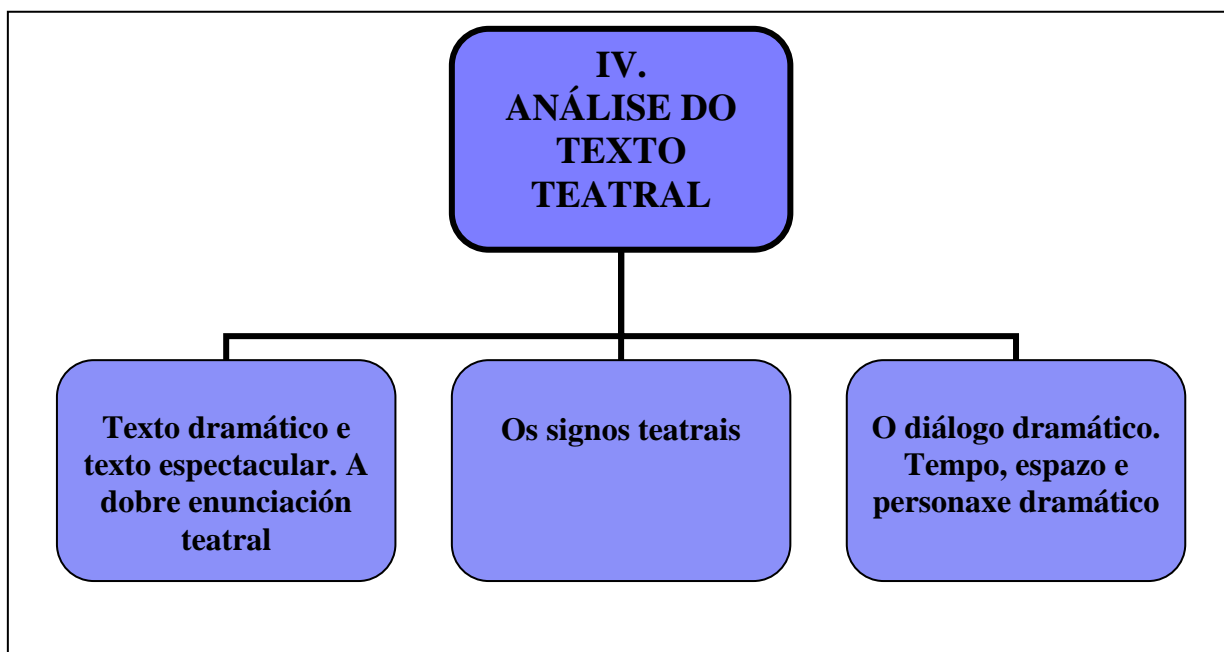 IV.
ANÁLISE DO
TEXTO
TEATRAL
Texto dramático e
texto espectacular. A
dobre enunciación
teatral
Os signos teatrais
O diálogo dramático.
Tempo, espazo e
personaxe dramático